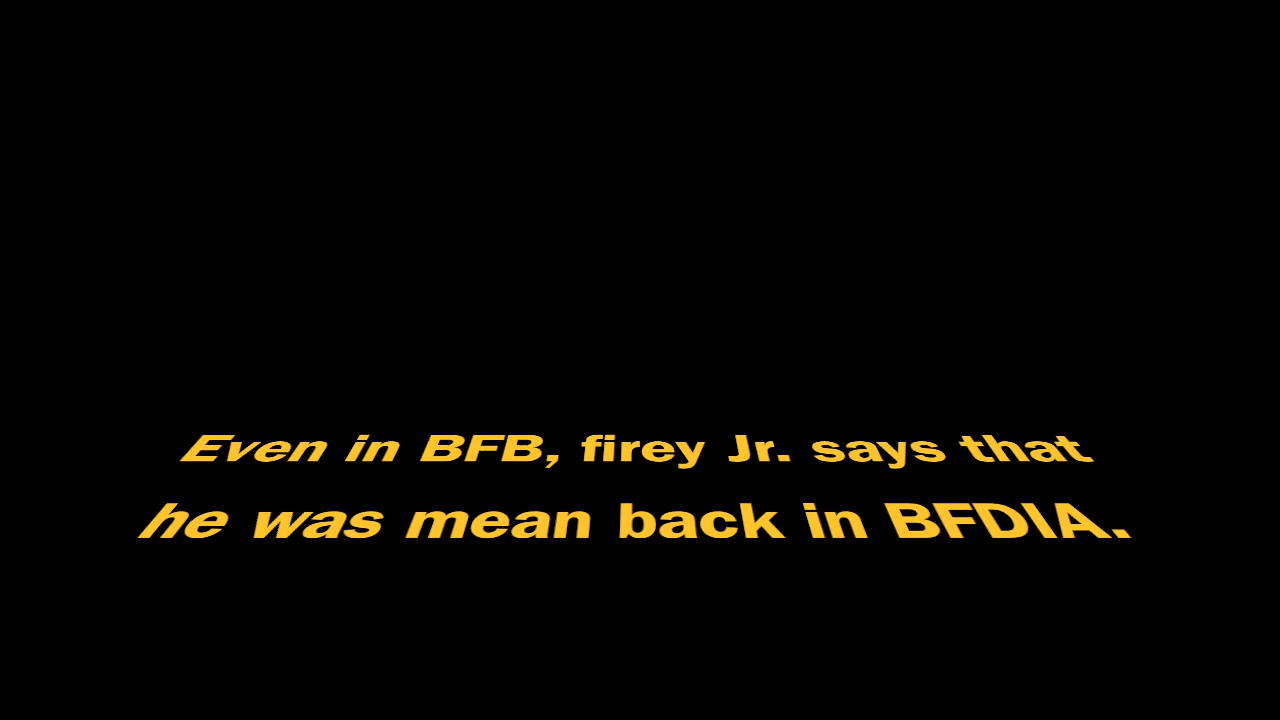 Even in BFB, firey Jr. says that
he was mean back in BFDIA.